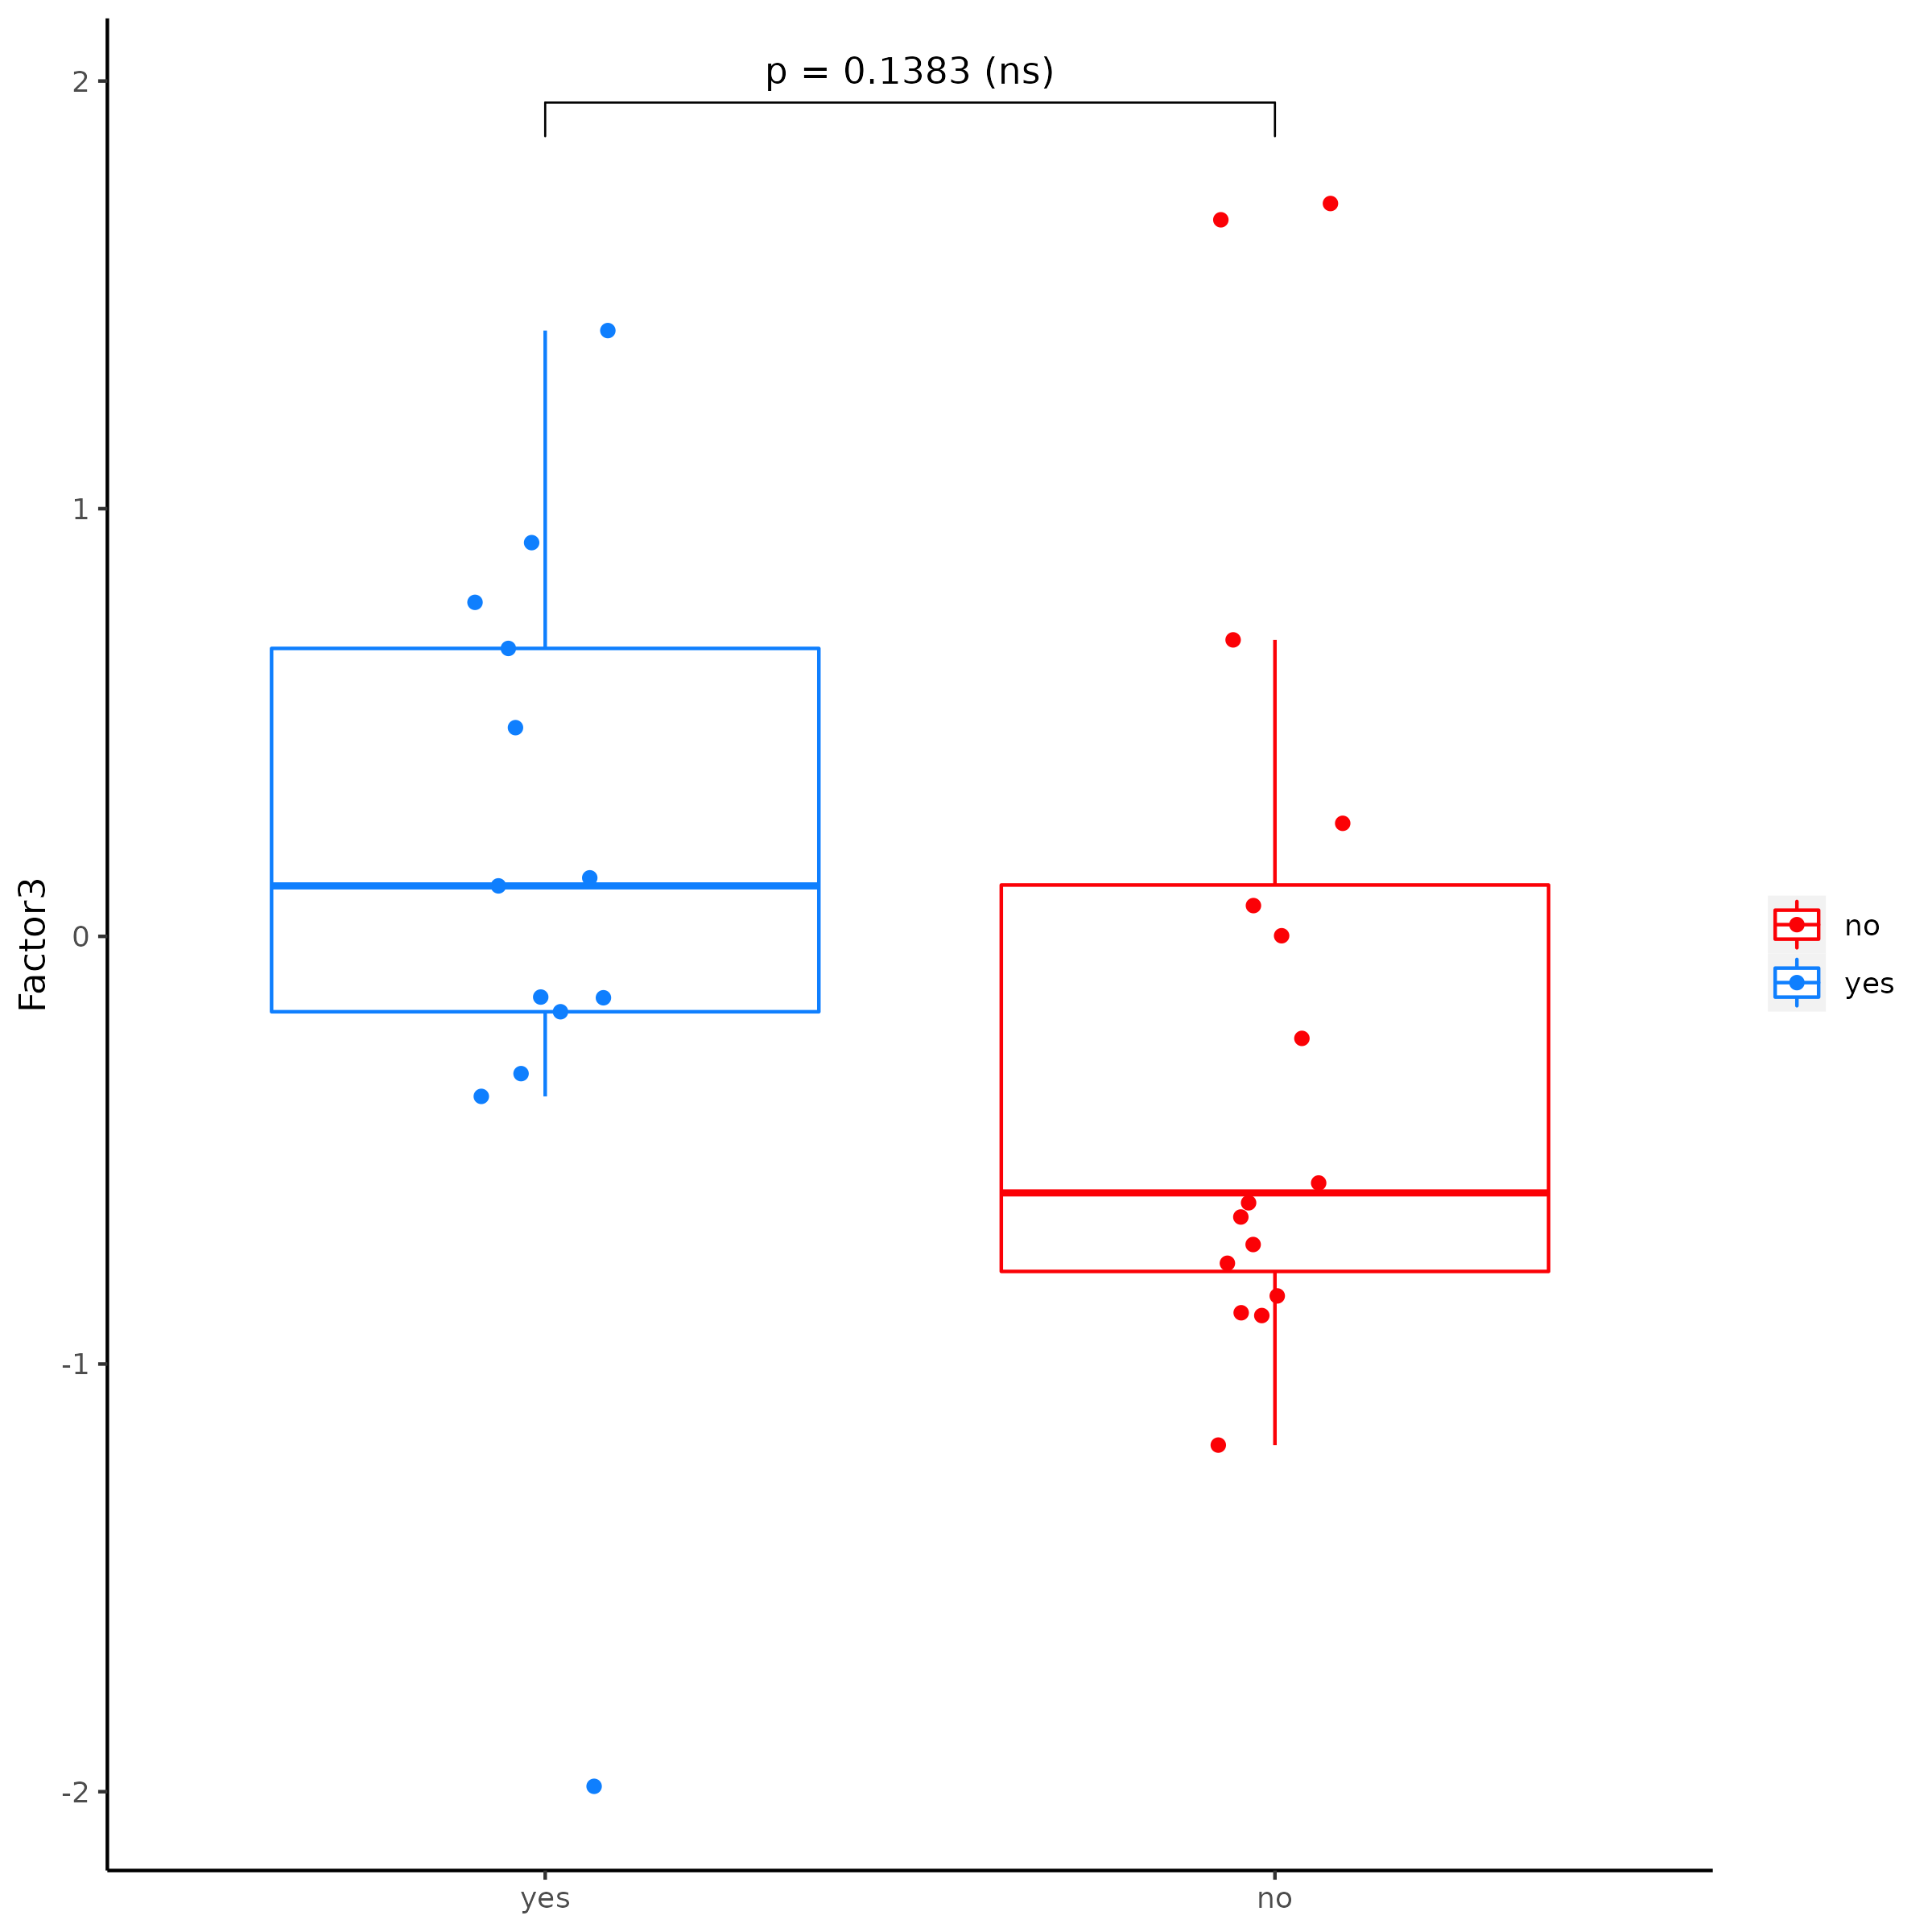 p = 0.1383 (ns)
2
1
0
-1
-2
Factor3
yes
no
no
yes